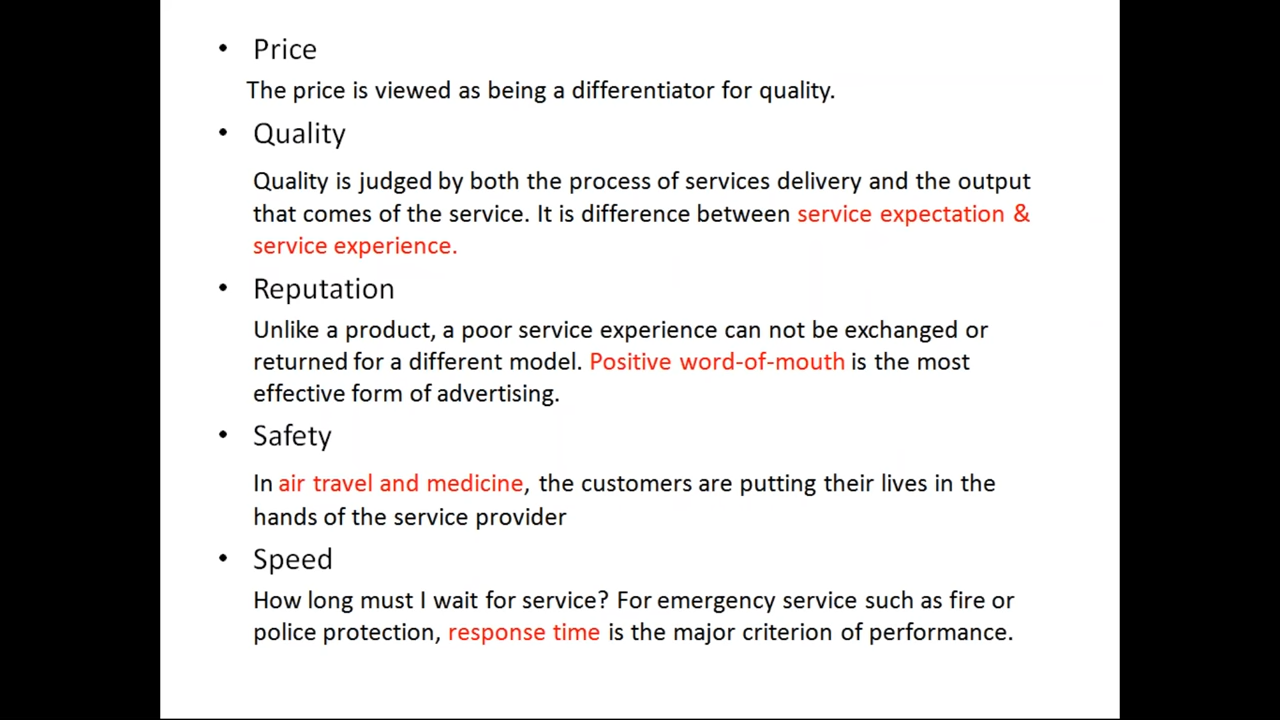 • Price
The price is viewed as being a differentiator for quality.
• Quality
Quality is judged by both the process of services delivery and the output
that comes of the service. It is difference between service expectation &
service experience.
• Reputation
Unlike a product, a poor service experience can not be exchanged or
returned for a different model. Positive word-of-mouth is the most
effective form of advertising.
• Safety
In air travel and medicine, the customers are putting their lives in the
hands of the service provider
• Speed
How long must I wait for service? For emergency service such as fire or
police protection, response time is the major criterion of performance.